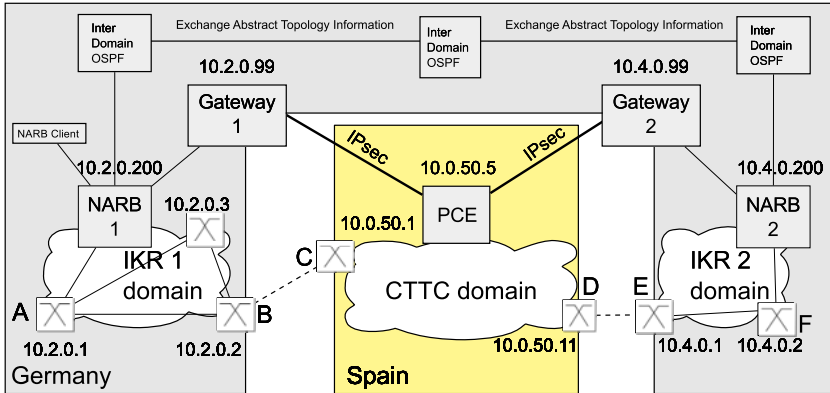 Exchange Abstract Topology Information
Exchange Abstract Topology Information
Inter
Domain
OSPF
Inter
Domain
OSPF
Inter
Domain
OSPF
10.2.0.99
10.4.0.99
Gateway
1
Gateway
2
NARB Client
IPsec
IPsec
10.2.0.200
10.0.50.5
10.4.0.200
NARB
1
10.2.0.3
10.0.50.1
PCE
NARB
2
IKR 1
domain
C
CTTC domain
IKR 2
domain
A
B
D
E
F
10.2.0.1
10.2.0.2
10.0.50.11
10.4.0.1
10.4.0.2
Germany
Spain